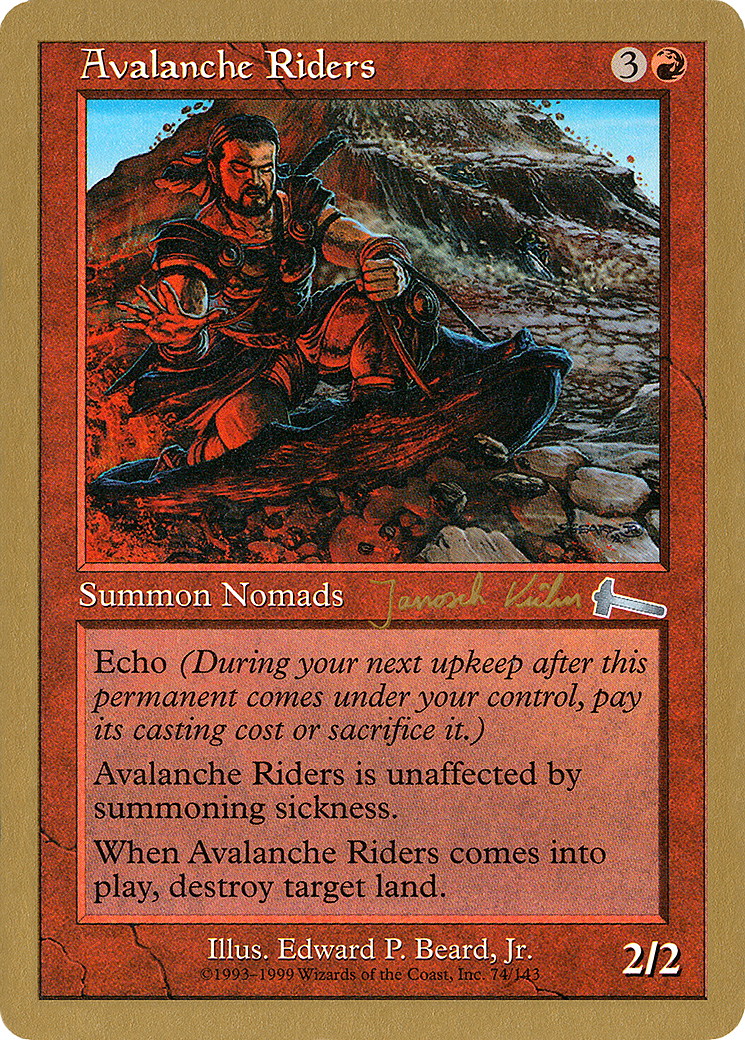 Avalanche Riders 3
Summon Nomads Janosch Kühn
Echo (During your next upkeep after this
permanent comes under your control, pay
its casting cost or sacrifice it.)
Avalanche Riders is unaffected by
summoning sickness.
When Avalanche Riders comes into
play, destroy target land.
Illus. Edward P. Beard, Jr.
©1993–1999 Wizards of the Coast, Inc. 74/143
2/2